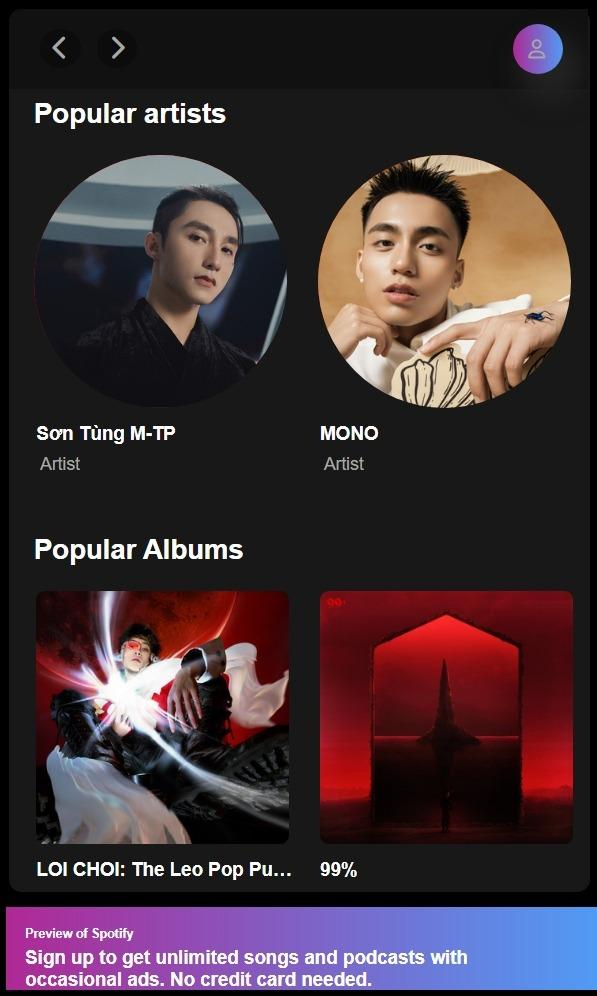 Popular artists
Sơn Tùng M-TP
MONO
Artist
Artist
Popular Albums
99%
LOI CHOI: The Leo Pop Pu...
99%
Preview of Spotify
Sign up to get unlimited songs and podcasts with
occasional ads. No credit card needed.